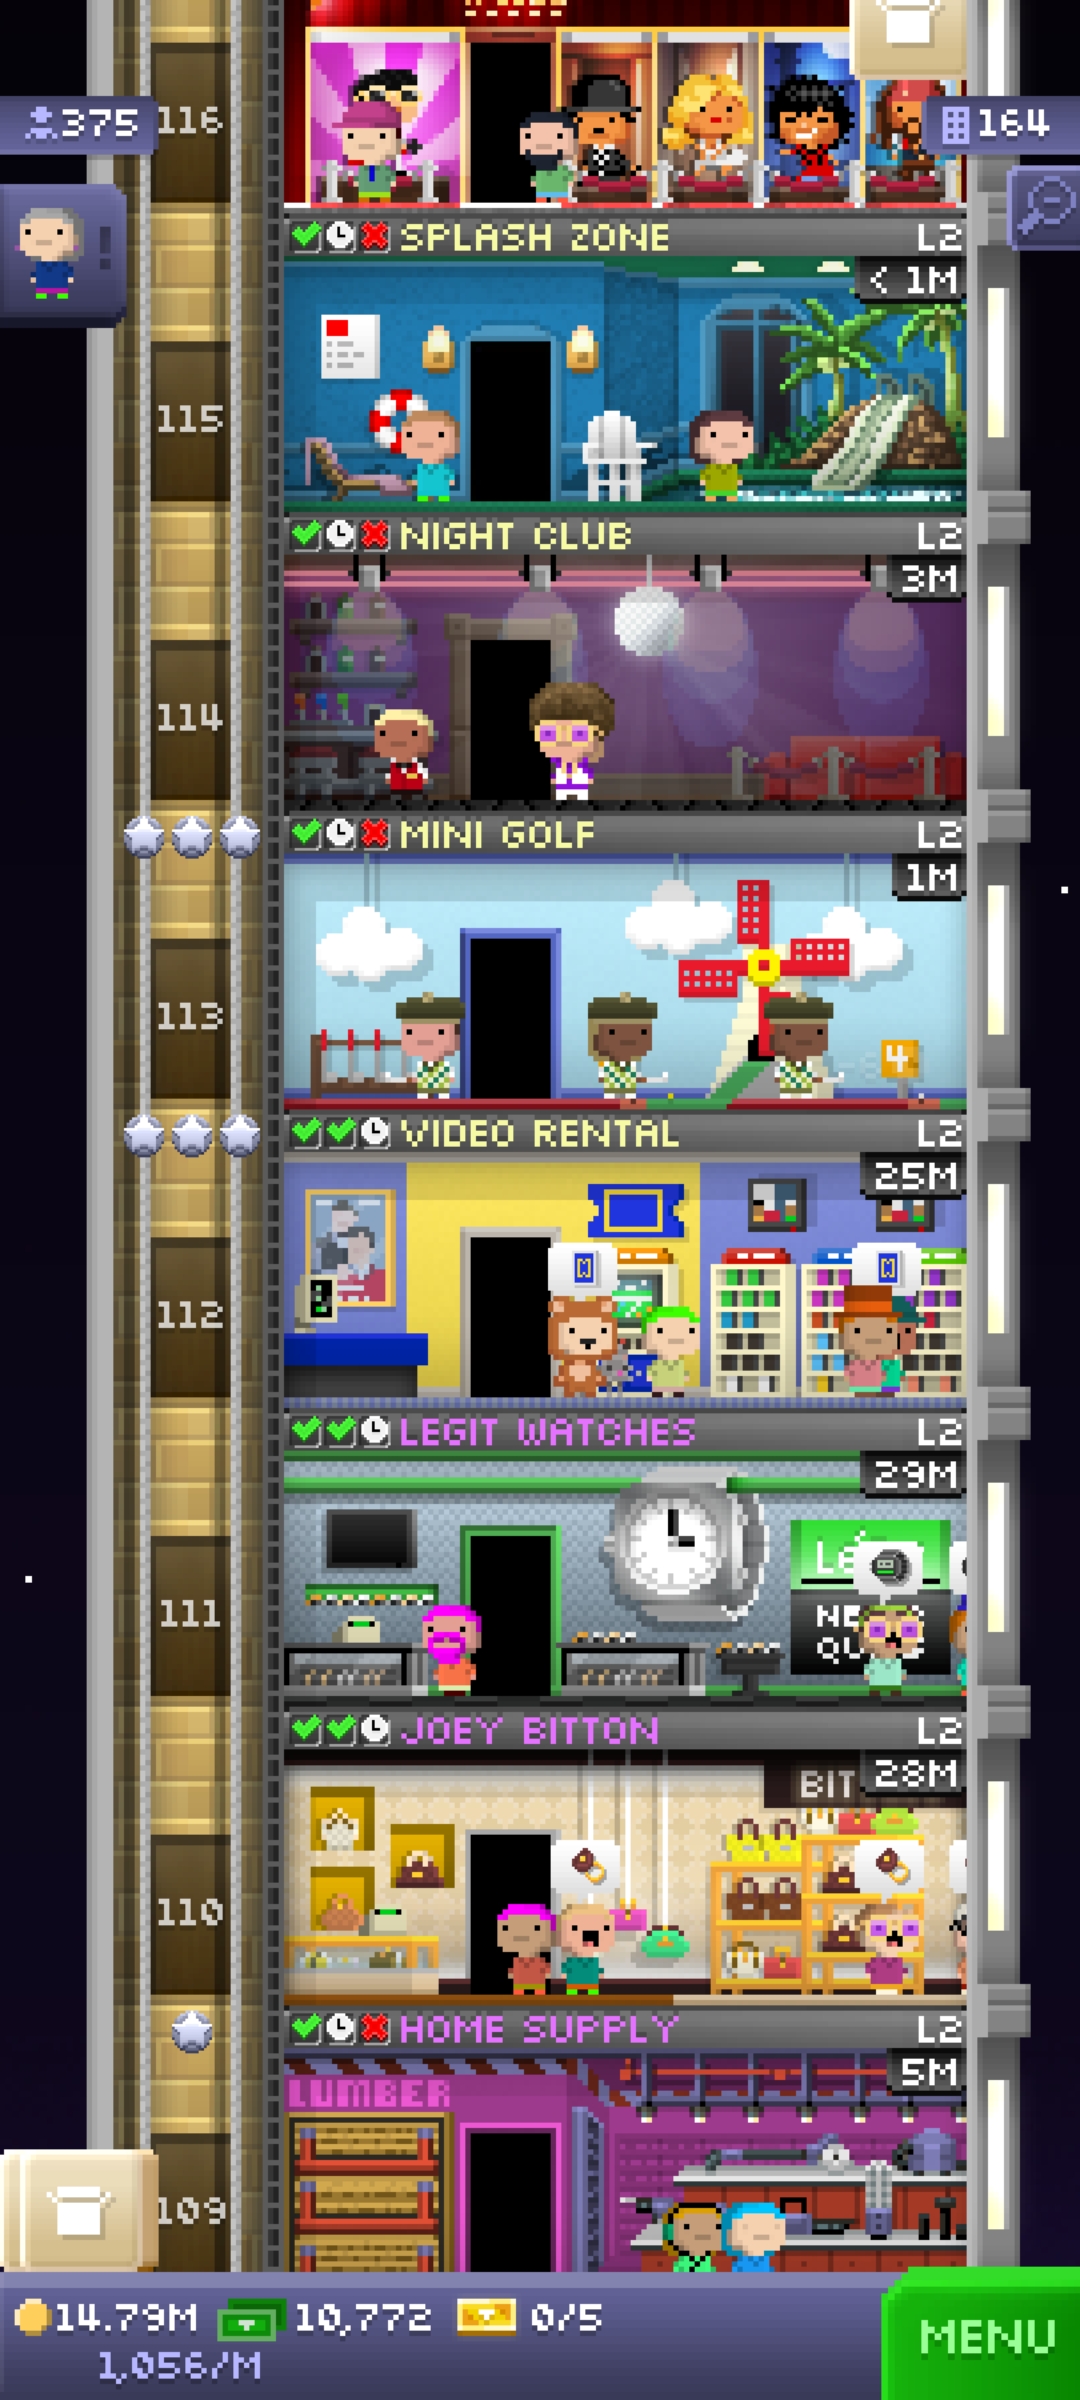 116
375
164
SPLASH ZONE L2
< 1M
115
NIGHT CLUB L2
3M
114
MINI GOLF L2
1M
113
4
VIDEO RENTAL L2
25M
112
LEGIT WATCHES L2
29M
111
JOEY BITTON L2
BIT 28M
110
HOME SUPPLY L2
5M
LUMBER
109
14.79M 10,772 0/5
1,056/M
MENU